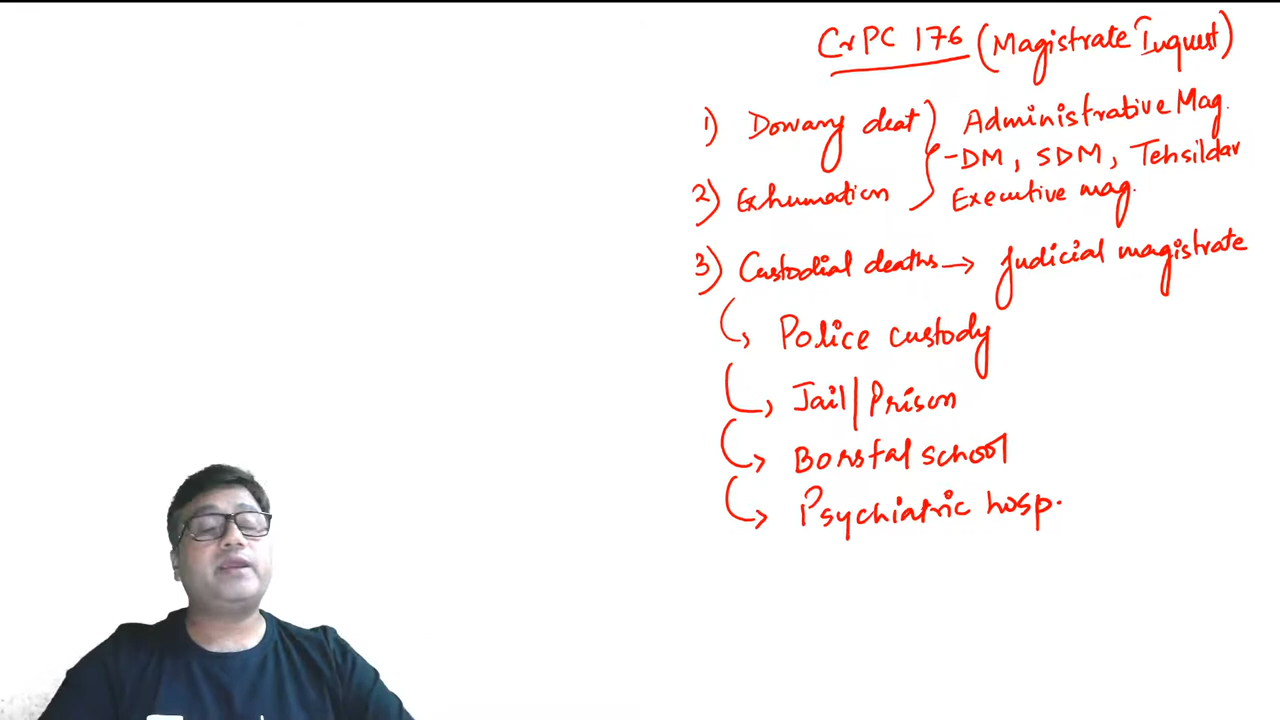 CrPC 176 (Magistrate Inquest)
1) Dowary deat } Administrative Mag.
- DM, SDM, Tehsildar
2) Exhumation Executive mag.
3) Custodial deaths → Judicial magistrate
→ Police custody
→ Jail/Prison
→ Borstal school
→ Psychiatric hosp.